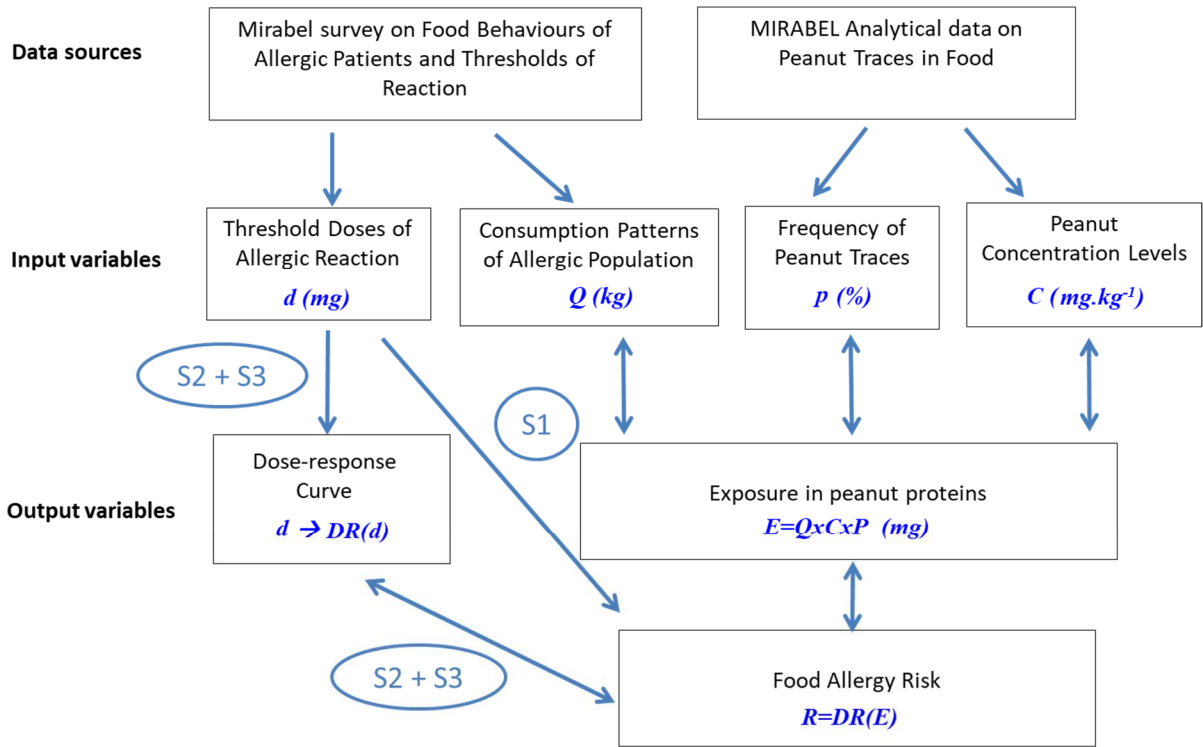 Data sources
Mirabel survey on Food Behaviours of
Allergic Patients and Thresholds of
Reaction
MIRABEL Analytical data on
Peanut Traces in Food
Input variables
Threshold Doses of
Allergic Reaction
d (mg)
Consumption Patterns
of Allergic Population
Q (kg)
Frequency of
Peanut Traces
p (%)
Peanut
Concentration Levels
C (mg.kg⁻¹)
S2 + S3
S1
Output variables
Dose-response
Curve
d → DR(d)
Exposure in peanut proteins
E=QxCxP (mg)
S2 + S3
Food Allergy Risk
R=DR(E)